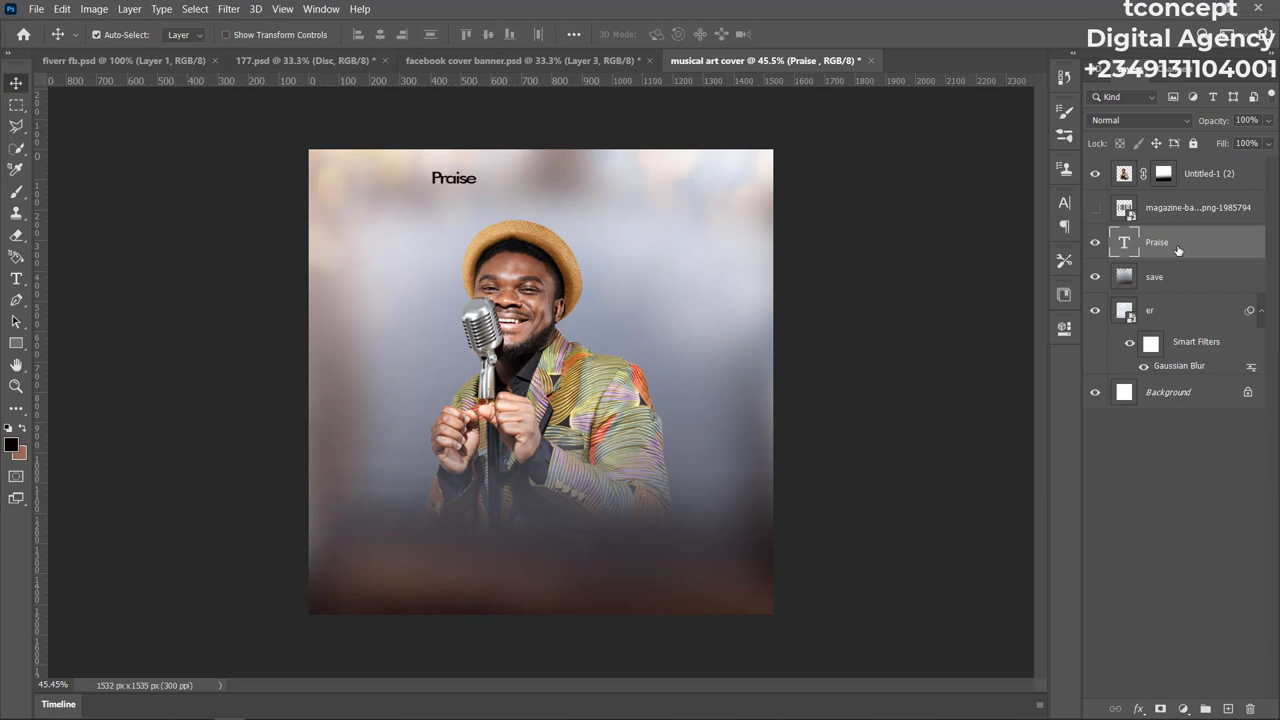 tconcept
Digital Agency
+2349131104001
File Edit Image Layer Type Select Filter 3D View Window Help
Auto-Select: Layer Show Transform Controls 3D Mode:
fiverr fb.psd @ 100% (Layer 1, RGB/8) 177.psd @ 33.3% (Disc, RGB/8) * facebook cover banner.psd @ 33.3% (Layer 3, RGB/8) * musical art cover @ 45.5% (Praise , RGB/8) *
Kind
Normal Opacity: 100%
Lock: Fill: 100%
Untitled-1 (2)
magazine-ba...png-1985794
Praise
Praise
save
er
Smart Filters
Gaussian Blur
Background
45.45% 1532 px x 1535 px (300 ppi)
Timeline